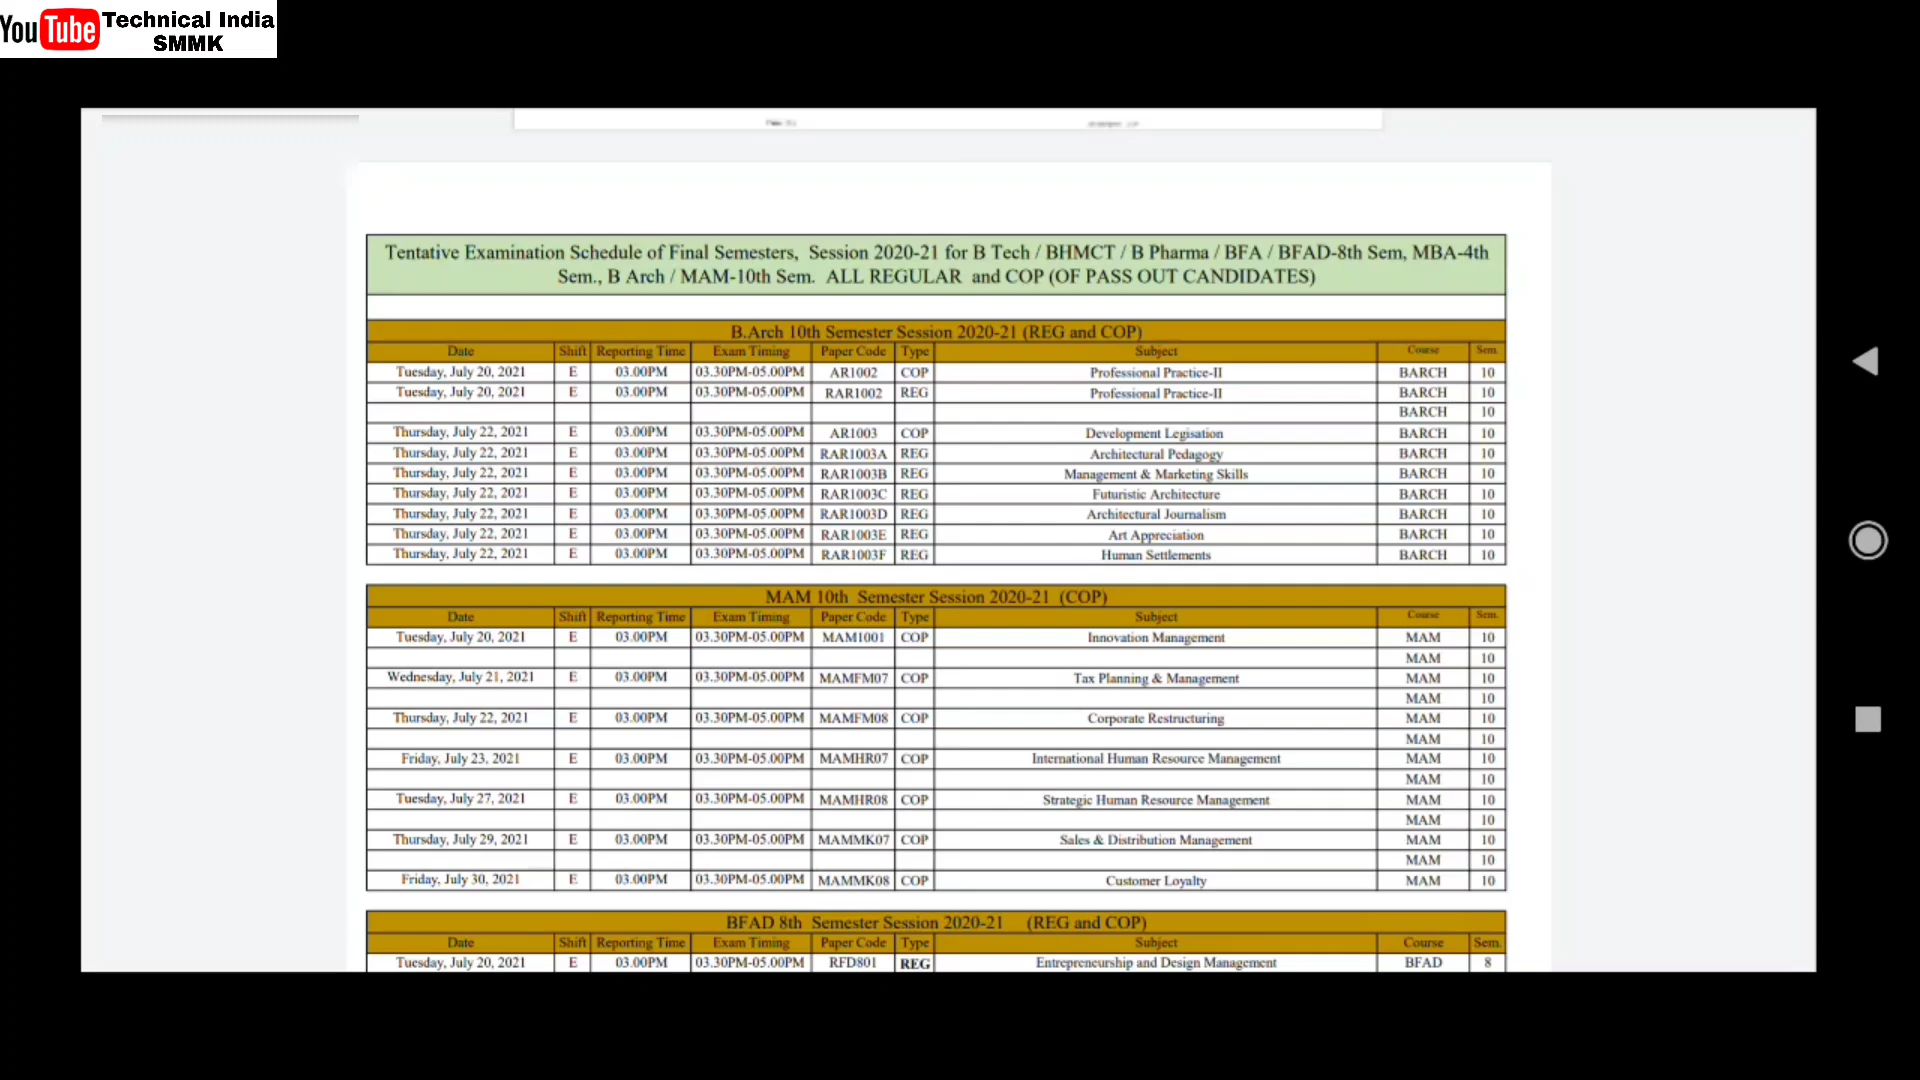 YouTube Technical India
SMMK
Tentative Examination Schedule of Final Semesters, Session 2020-21 for B Tech / BHMCT / B Pharma / BFA / BFAD-8th Sem, MBA-4th
Sem., B Arch / MAM-10th Sem. ALL REGULAR and COP (OF PASS OUT CANDIDATES)
B.Arch 10th Semester Session 2020-21 (REG and COP)
Date Shift Reporting Time Exam Timing Paper Code Type Subject Course Sem.
Tuesday, July 20, 2021 E 03.00PM 03.30PM-05.00PM AR1002 COP Professional Practice-II BARCH 10
Tuesday, July 20, 2021 E 03.00PM 03.30PM-05.00PM RAR1002 REG Professional Practice-II BARCH 10
BARCH 10
Thursday, July 22, 2021 E 03.00PM 03.30PM-05.00PM AR1003 COP Development Legisation BARCH 10
Thursday, July 22, 2021 E 03.00PM 03.30PM-05.00PM RAR1003A REG Architectural Pedagogy BARCH 10
Thursday, July 22, 2021 E 03.00PM 03.30PM-05.00PM RAR1003B REG Management & Marketing Skills BARCH 10
Thursday, July 22, 2021 E 03.00PM 03.30PM-05.00PM RAR1003C REG Futuristic Architecture BARCH 10
Thursday, July 22, 2021 E 03.00PM 03.30PM-05.00PM RAR1003D REG Architectural Journalism BARCH 10
Thursday, July 22, 2021 E 03.00PM 03.30PM-05.00PM RAR1003E REG Art Appreciation BARCH 10
Thursday, July 22, 2021 E 03.00PM 03.30PM-05.00PM RAR1003F REG Human Settlements BARCH 10
MAM 10th Semester Session 2020-21 (COP)
Date Shift Reporting Time Exam Timing Paper Code Type Subject Course Sem.
Tuesday, July 20, 2021 E 03.00PM 03.30PM-05.00PM MAM1001 COP Innovation Management MAM 10
MAM 10
Wednesday, July 21, 2021 E 03.00PM 03.30PM-05.00PM MAMFM07 COP Tax Planning & Management MAM 10
MAM 10
Thursday, July 22, 2021 E 03.00PM 03.30PM-05.00PM MAMFM08 COP Corporate Restructuring MAM 10
MAM 10
Friday, July 23, 2021 E 03.00PM 03.30PM-05.00PM MAMHR07 COP International Human Resource Management MAM 10
MAM 10
Tuesday, July 27, 2021 E 03.00PM 03.30PM-05.00PM MAMHR08 COP Strategic Human Resource Management MAM 10
MAM 10
Thursday, July 29, 2021 E 03.00PM 03.30PM-05.00PM MAMMK07 COP Sales & Distribution Management MAM 10
MAM 10
Friday, July 30, 2021 E 03.00PM 03.30PM-05.00PM MAMMK08 COP Customer Loyalty MAM 10
BFAD 8th Semester Session 2020-21 (REG and COP)
Date Shift Reporting Time Exam Timing Paper Code Type Subject Course Sem.
Tuesday, July 20, 2021 E 03.00PM 03.30PM-05.00PM RFD801 REG Entrepreneurship and Design Management BFAD 8